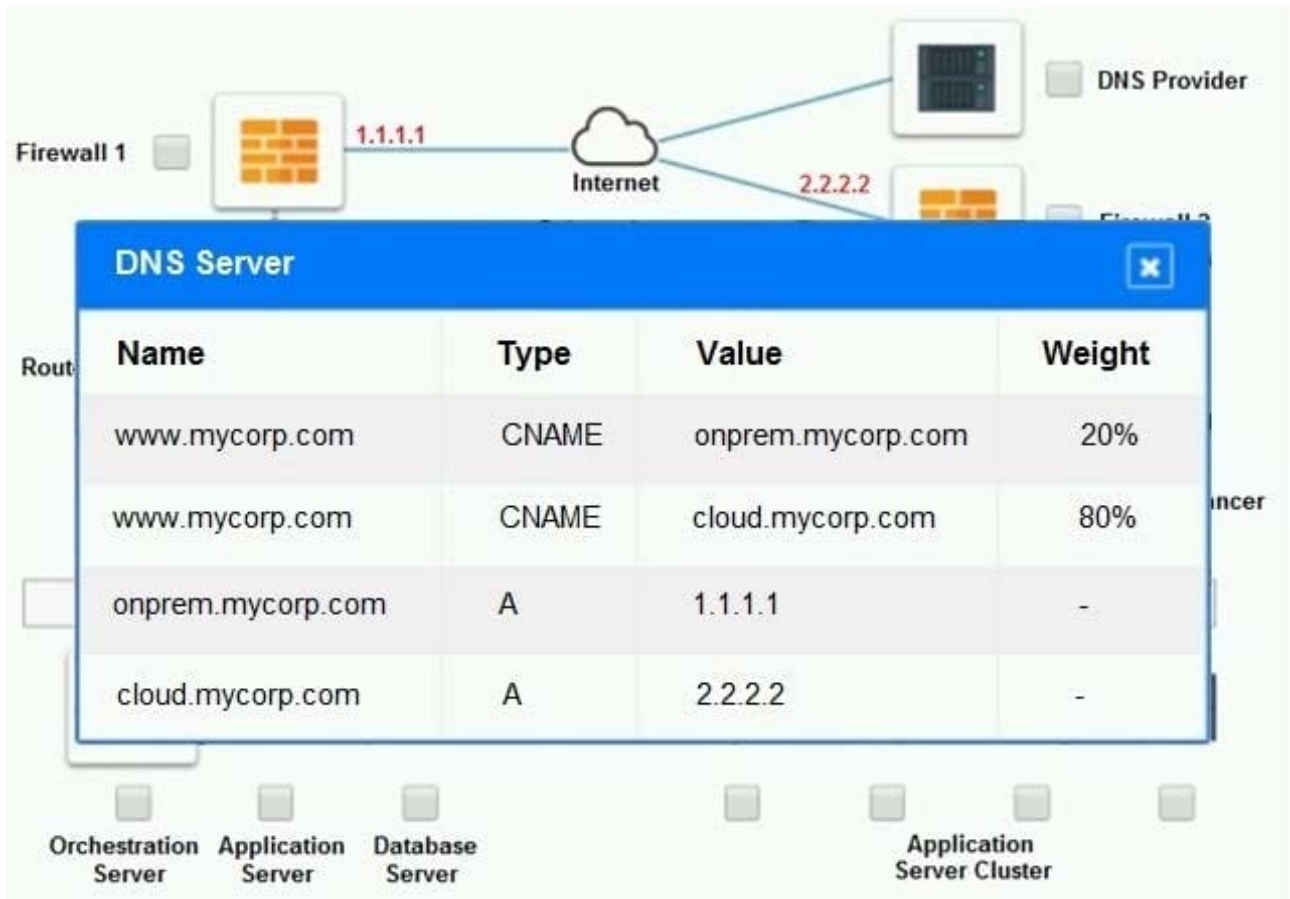 DNS Provider
Firewall 1
1.1.1.1
Internet
2.2.2.2
DNS Server
Name Type Value Weight
www.mycorp.com CNAME onprem.mycorp.com 20%
www.mycorp.com CNAME cloud.mycorp.com 80%
onprem.mycorp.com A 1.1.1.1 -
cloud.mycorp.com A 2.2.2.2 -
Rout
ancer
Orchestration Server
Application Server
Database Server
Application
Server Cluster